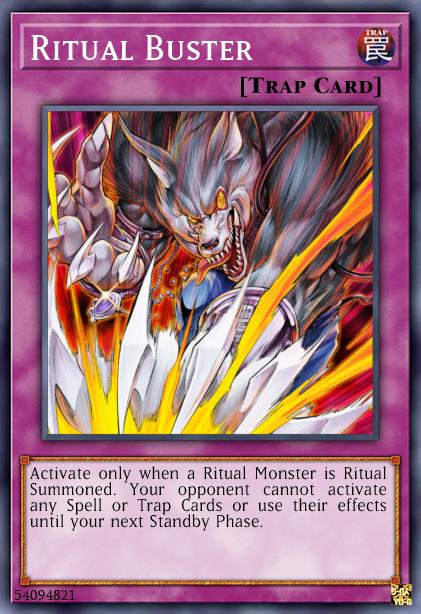 Ritual Buster
TRAP
罠
[Trap Card]
Activate only when a Ritual Monster is Ritual
Summoned. Your opponent cannot activate
any Spell or Trap Cards or use their effects
until your next Standby Phase.
54094821